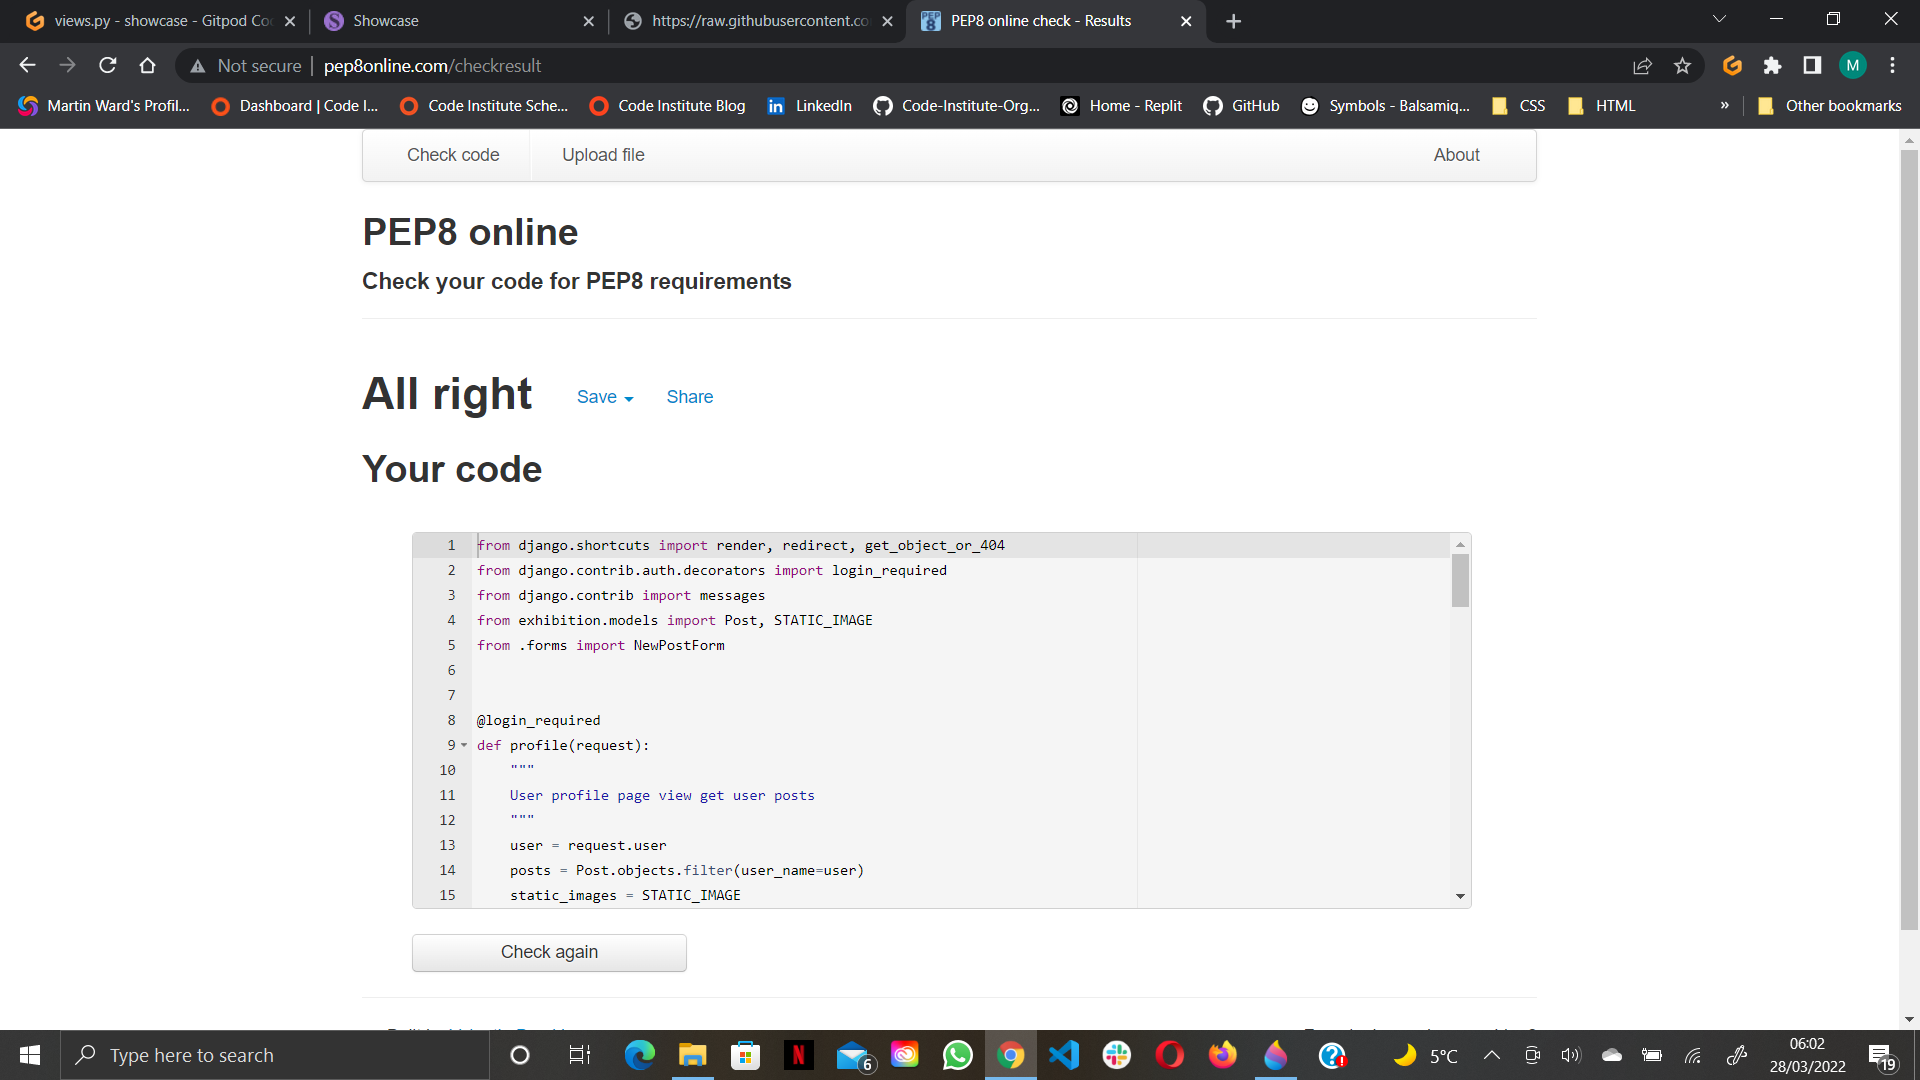 views.py - showcase - Gitpod Co
Showcase
https://raw.githubusercontent.co
PEP8 online check - Results
Not secure
pep8online.com/checkresult
M
Martin Ward's Profil...
Dashboard | Code I...
Code Institute Sche...
Code Institute Blog
LinkedIn
Code-Institute-Org...
Home - Replit
GitHub
Symbols - Balsamiq...
CSS
HTML
»
Other bookmarks
Check code
Upload file
About
PEP8 online
Check your code for PEP8 requirements
All right
Save
Share
Your code
1 from django.shortcuts import render, redirect, get_object_or_404
2 from django.contrib.auth.decorators import login_required
3 from django.contrib import messages
4 from exhibition.models import Post, STATIC_IMAGE
5 from .forms import NewPostForm
6
7
8 @login_required
9 def profile(request):
10 """
11 User profile page view get user posts
12 """
13 user = request.user
14 posts = Post.objects.filter(user_name=user)
15 static_images = STATIC_IMAGE
Check again
Type here to search
6
5°C
06:02
28/03/2022
19